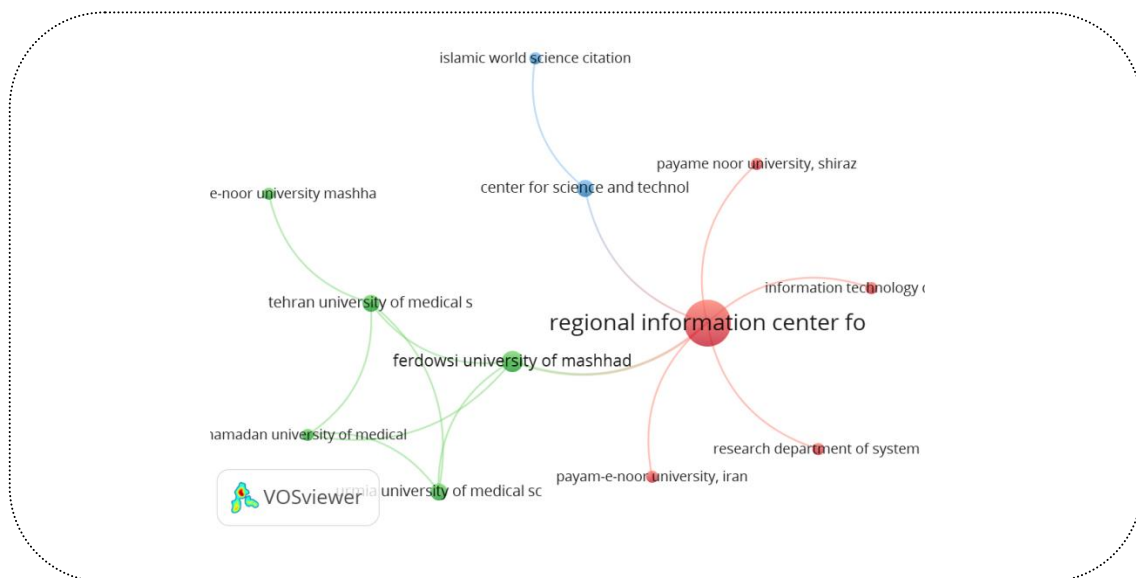 islamic world science citation
payame noor university, shiraz
center for science and technol
e-noor university mashha
information technology c
tehran university of medical s
regional information center fo
ferdowsi university of mashhad
hamadan university of medical
research department of system
payam-e-noor university, iran
urmia university of medical sc
VOSviewer